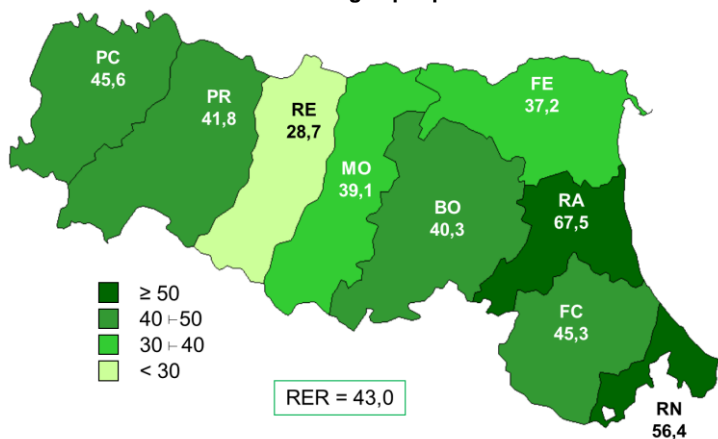 PC
45,6
PR
41,8
RE
28,7
MO
39,1
FE
37,2
BO
40,3
RA
67,5
FC
45,3
RN
56,4
≥ 50
40 ⊢50
30 ⊢40
< 30
RER = 43,0